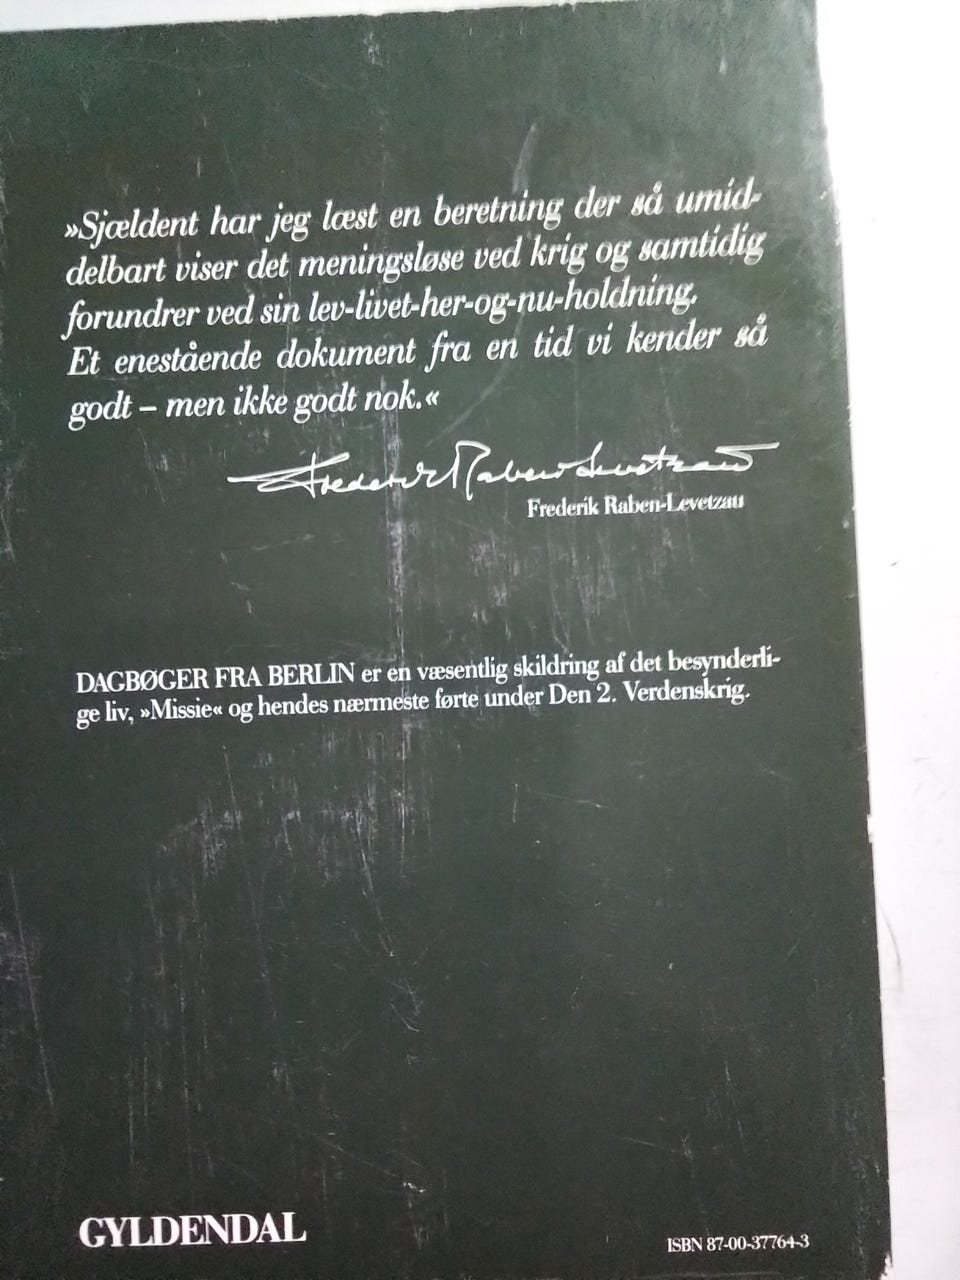 »Sjældent har jeg læst en beretning der så umid-
delbart viser det meningsløse ved krig og samtidig
forundrer ved sin lev-livet-her-og-nu-holdning.
Et enestående dokument fra en tid vi kender så
godt – men ikke godt nok.«
Frederik Raben-Levetzau
Frederik Raben-Levetzau
DAGBØGER FRA BERLIN er en væsentlig skildring af det besynderli-
ge liv, »Missie« og hendes nærmeste førte under Den 2. Verdenskrig.
GYLDENDAL
ISBN 87-00-37764-3